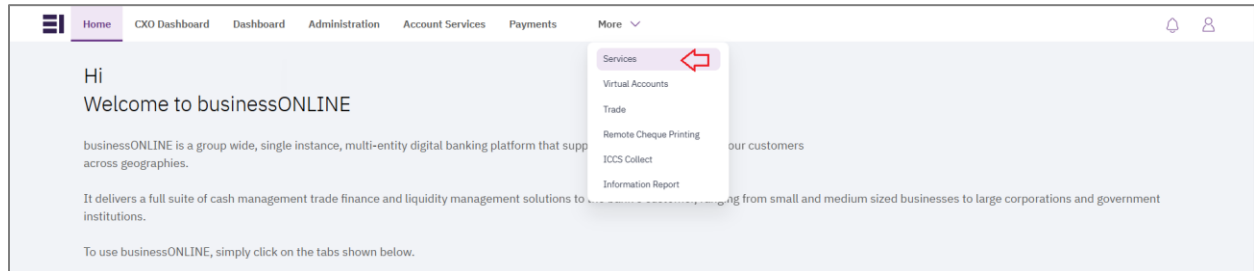 Home CXO Dashboard Dashboard Administration Account Services Payments More
Services
Virtual Accounts
Trade
Remote Cheque Printing
ICCS Collect
Information Report
Hi
Welcome to businessONLINE
businessONLINE is a group wide, single instance, multi-entity digital banking platform that supp our customers
across geographies.
It delivers a full suite of cash management trade finance and liquidity management solutions to ranging from small and medium sized businesses to large corporations and government
institutions.
To use businessONLINE, simply click on the tabs shown below.